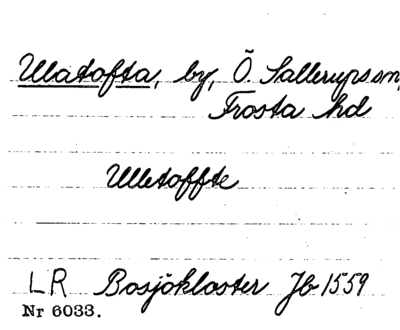 Ullatofta, by, Ö. Sallerups sn,
Frosta hd
Ulletoffte
LR Bosjökloster Jb 1559
Nr 6033.